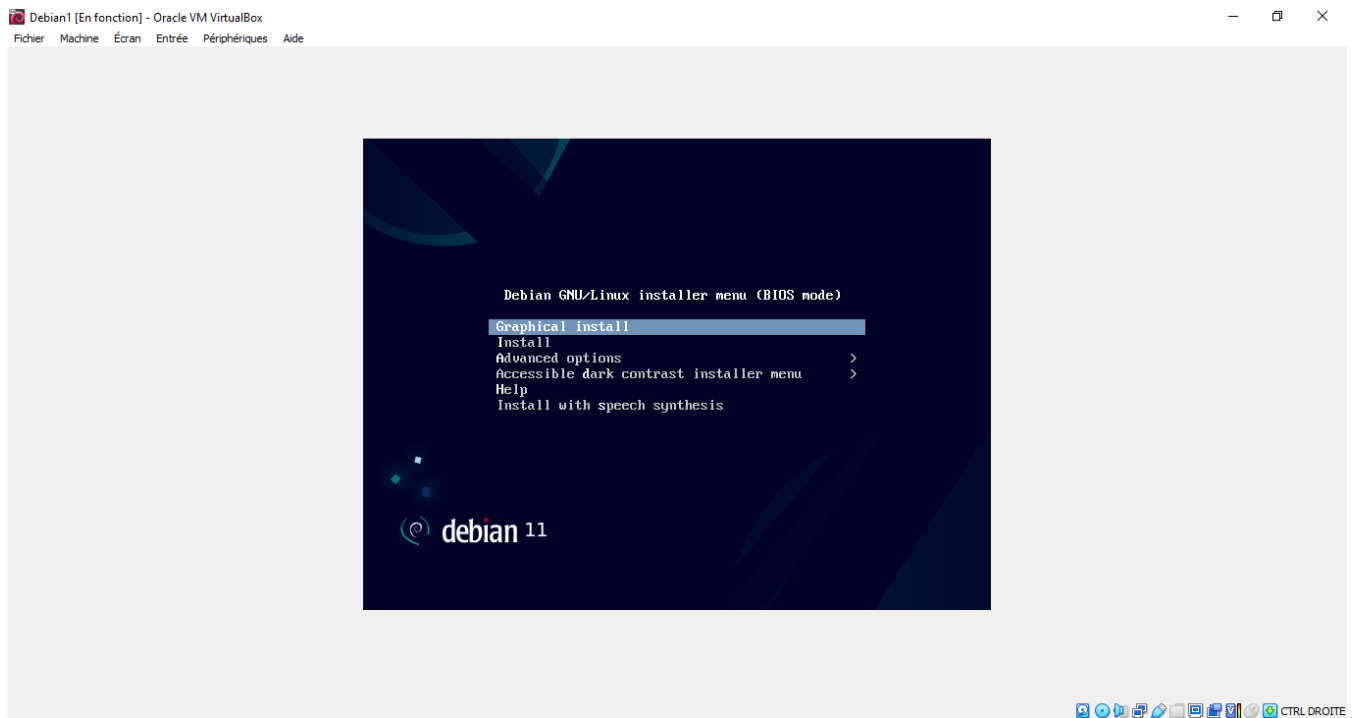 Debian1 [En fonction] - Oracle VM VirtualBox
Fichier Machine Écran Entrée Périphériques Aide
Debian GNU/Linux installer menu (BIOS mode)
Graphical install
Install
Advanced options >
Accessible dark contrast installer menu >
Help
Install with speech synthesis
debian 11
CTRL DROITE